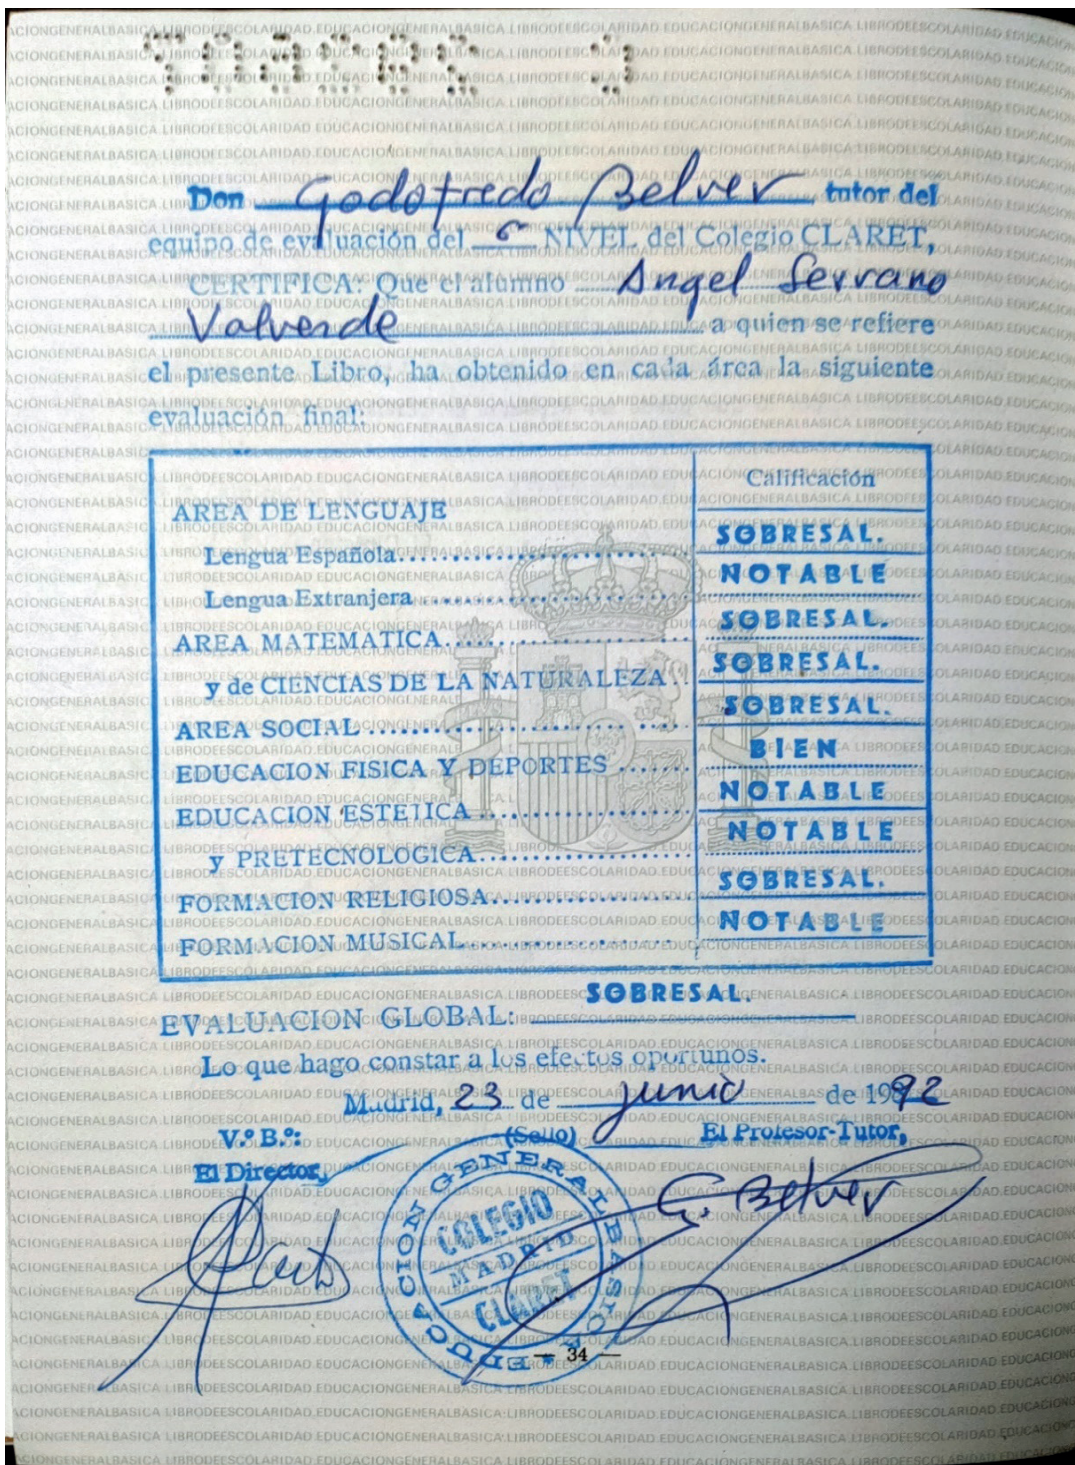 Don Godofredo Belver tutor del
equipo de evaluación del 6º NIVEL del Colegio CLARET,
CERTIFICA: Que el alumno Angel Serrano
Valverde a quien se refiere
el presente Libro, ha obtenido en cada área la siguiente
evaluación final:
Calificación
AREA DE LENGUAJE
Lengua Española SOBRESAL.
Lengua Extranjera NOTABLE
AREA MATEMATICA SOBRESAL.
y de CIENCIAS DE LA NATURALEZA SOBRESAL.
AREA SOCIAL SOBRESAL.
EDUCACION FISICA Y DEPORTES BIEN
EDUCACION ESTETICA NOTABLE
y PRETECNOLOGICA NOTABLE
FORMACION RELIGIOSA SOBRESAL.
FORMACION MUSICAL NOTABLE
EVALUACION GLOBAL: SOBRESAL.
Lo que hago constar a los efectos oportunos.
Madrid, 23 de junio de 1992
V.º B.º: (Sello) El Profesor-Tutor,
El Director,
G. Belver
EDUCACION GENERAL BASICA
COLEGIO
MADRID
CLARET
— 34 —